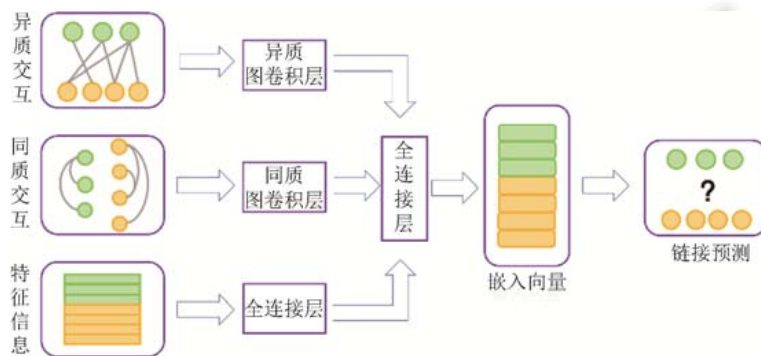 异质交互
异质
图卷积层
同质交互
同质
图卷积层
全连接层
?
嵌入向量
链接预测
特征信息
全连接层